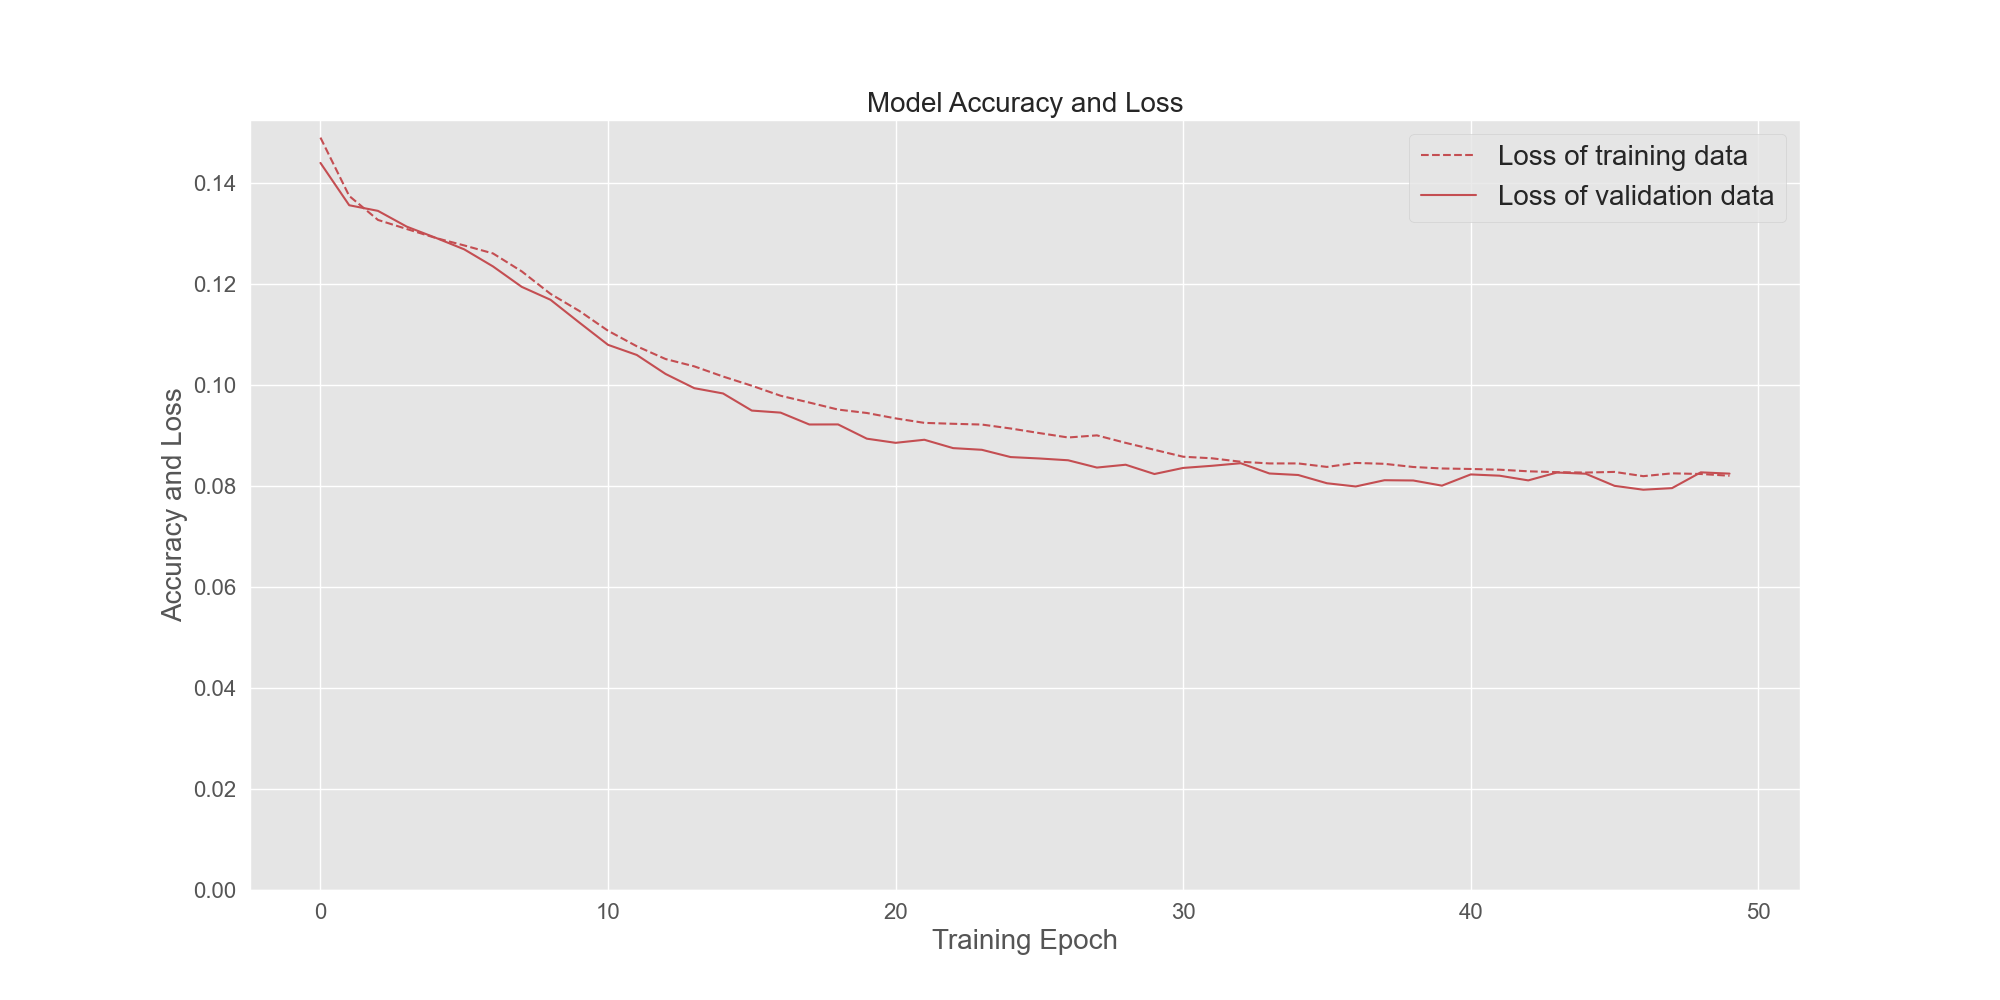 Model Accuracy and Loss
Loss of training data
Loss of validation data
Accuracy and Loss
0.14
0.12
0.10
0.08
0.06
0.04
0.02
0.00
0 10 20 30 40 50
Training Epoch